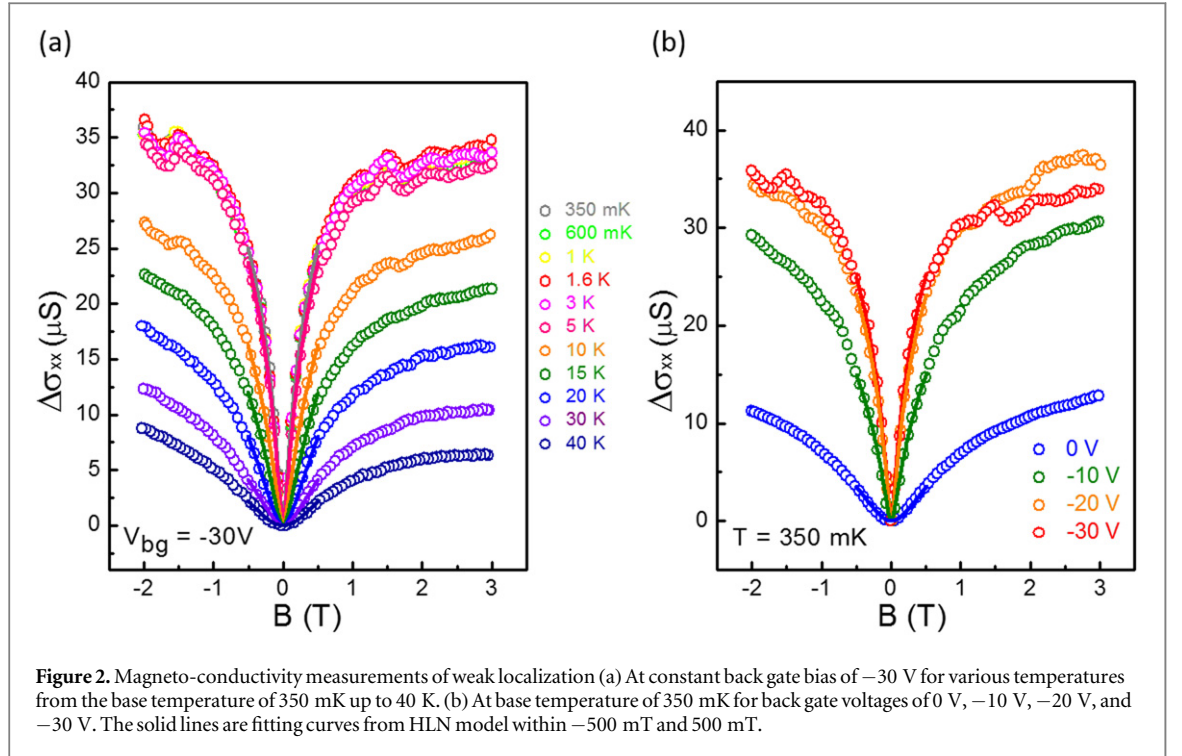 (a)
(b)
40
35
30
25
20
15
10
5
0
Δσxx (μS)
-2 -1 0 1 2 3
B (T)
Vbg = -30V
350 mK
600 mK
1 K
1.6 K
3 K
5 K
10 K
15 K
20 K
30 K
40 K
40
30
20
10
0
Δσxx (μS)
-2 -1 0 1 2 3
B (T)
T = 350 mK
0 V
-10 V
-20 V
-30 V
Figure 2. Magneto-conductivity measurements of weak localization (a) At constant back gate bias of −30 V for various temperatures
from the base temperature of 350 mK up to 40 K. (b) At base temperature of 350 mK for back gate voltages of 0 V, −10 V, −20 V, and
−30 V. The solid lines are fitting curves from HLN model within −500 mT and 500 mT.